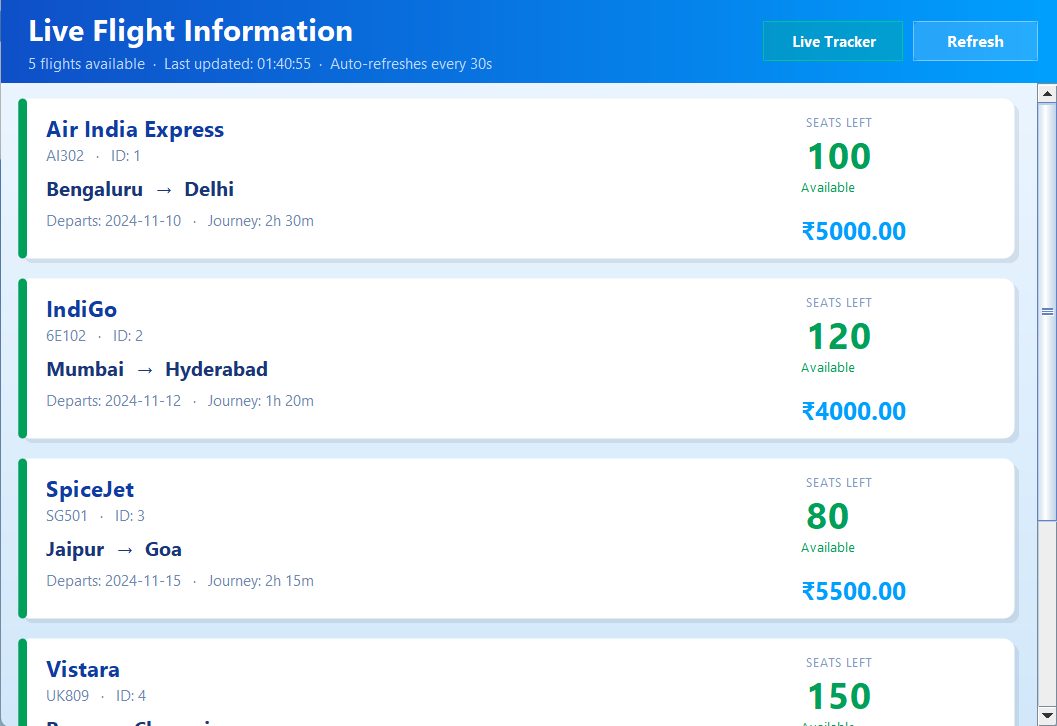 Live Flight Information
5 flights available · Last updated: 01:40:55 · Auto-refreshes every 30s
Live Tracker
Refresh
Air India Express
AI302 · ID: 1
Bengaluru → Delhi
Departs: 2024-11-10 · Journey: 2h 30m
SEATS LEFT
100
Available
₹5000.00
IndiGo
6E102 · ID: 2
Mumbai → Hyderabad
Departs: 2024-11-12 · Journey: 1h 20m
SEATS LEFT
120
Available
₹4000.00
SpiceJet
SG501 · ID: 3
Jaipur → Goa
Departs: 2024-11-15 · Journey: 2h 15m
SEATS LEFT
80
Available
₹5500.00
Vistara
UK809 · ID: 4
SEATS LEFT
150